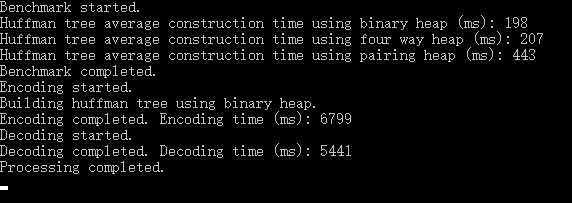 Benchmark started.
Huffman tree average construction time using binary heap (ms): 198
Huffman tree average construction time using four way heap (ms): 207
Huffman tree average construction time using pairing heap (ms): 443
Benchmark completed.
Encoding started.
Building huffman tree using binary heap.
Encoding completed. Encoding time (ms): 6799
Decoding started.
Decoding completed. Decoding time (ms): 5441
Processing completed.